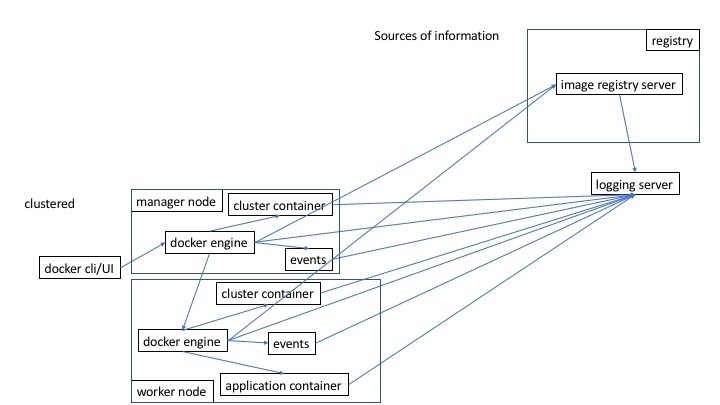 Sources of information
registry
image registry server
logging server
clustered
manager node
cluster container
docker engine
events
docker cli/UI
cluster container
docker engine
events
application container
worker node